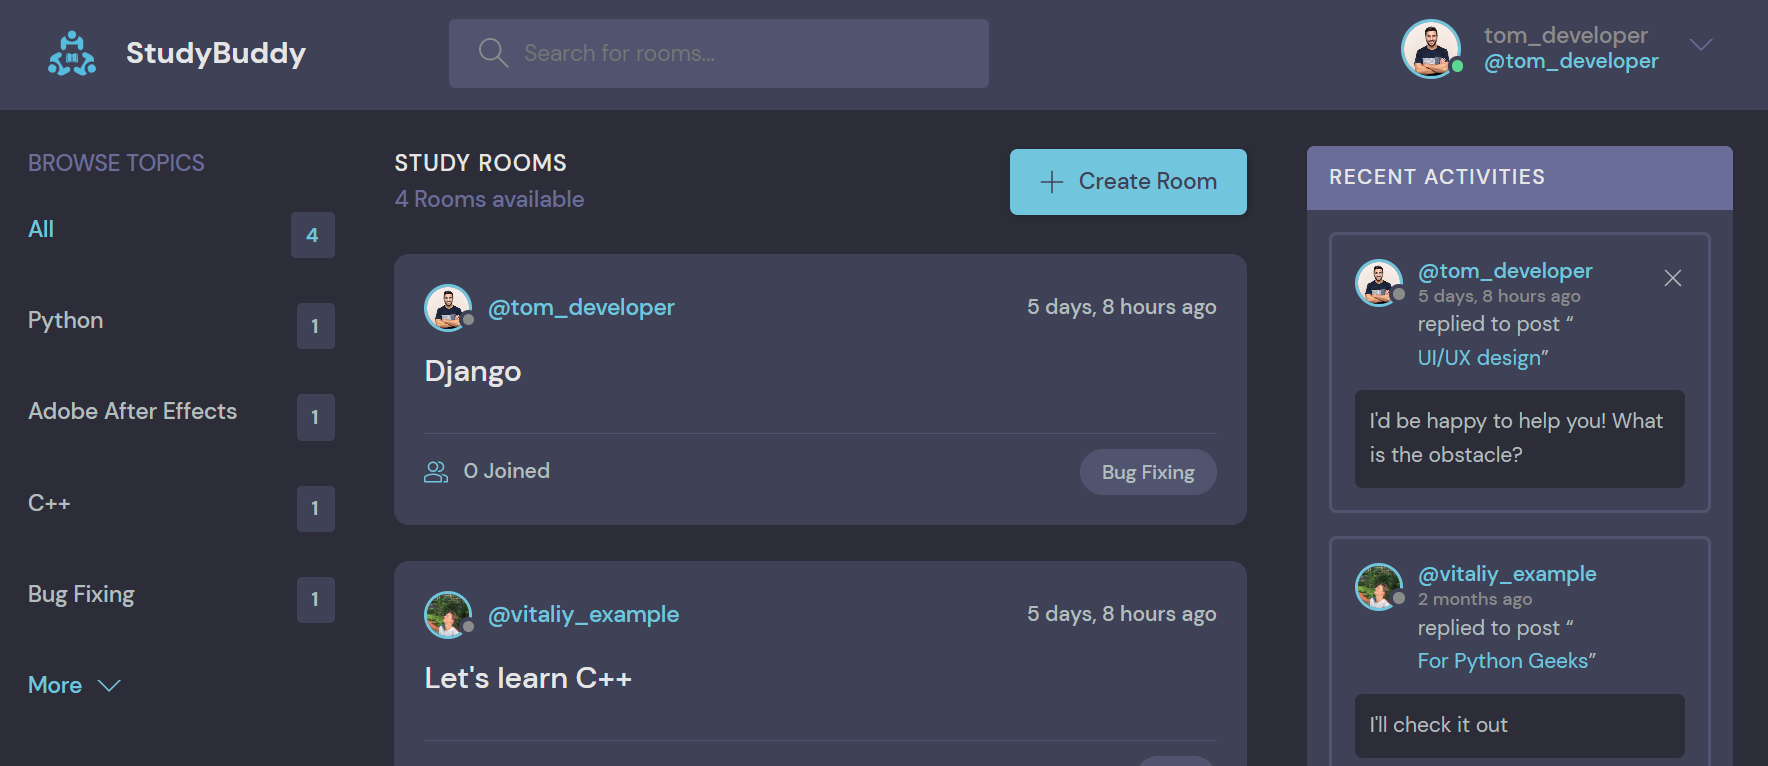 StudyBuddy
Search for rooms...
tom_developer
@tom_developer
BROWSE TOPICS
All
4
Python
1
Adobe After Effects
1
C++
1
Bug Fixing
1
More
STUDY ROOMS
4 Rooms available
Create Room
@tom_developer
5 days, 8 hours ago
Django
0 Joined
Bug Fixing
@vitaliy_example
5 days, 8 hours ago
Let's learn C++
RECENT ACTIVITIES
@tom_developer
5 days, 8 hours ago
replied to post “
UI/UX design”
I'd be happy to help you! What
is the obstacle?
@vitaliy_example
2 months ago
replied to post “
For Python Geeks”
I'll check it out